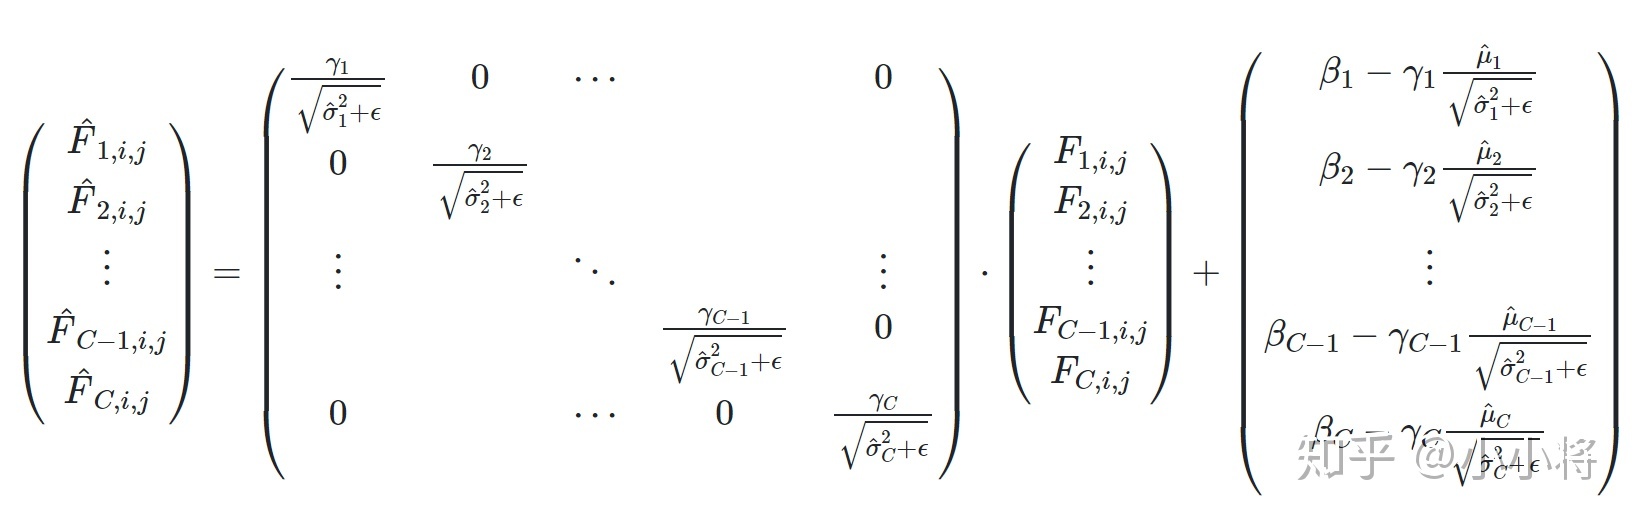 \begin{pmatrix} \hat{F}_{1,i,j} \\ \hat{F}_{2,i,j} \\ \vdots \\ \hat{F}_{C-1,i,j} \\ \hat{F}_{C,i,j} \end{pmatrix} = \begin{pmatrix} \frac{\gamma_1}{\sqrt{\hat{\sigma}_1^2+\epsilon}} & 0 & \cdots & & 0 \\ 0 & \frac{\gamma_2}{\sqrt{\hat{\sigma}_2^2+\epsilon}} & & & \\ \vdots & & \ddots & & \vdots \\ & & & \frac{\gamma_{C-1}}{\sqrt{\hat{\sigma}_{C-1}^2+\epsilon}} & 0 \\ 0 & & \cdots & 0 & \frac{\gamma_C}{\sqrt{\hat{\sigma}_C^2+\epsilon}} \end{pmatrix} \cdot \begin{pmatrix} F_{1,i,j} \\ F_{2,i,j} \\ \vdots \\ F_{C-1,i,j} \\ F_{C,i,j} \end{pmatrix} + \begin{pmatrix} \beta_1 - \gamma_1 \frac{\hat{\mu}_1}{\sqrt{\hat{\sigma}_1^2+\epsilon}} \\ \beta_2 - \gamma_2 \frac{\hat{\mu}_2}{\sqrt{\hat{\sigma}_2^2+\epsilon}} \\ \vdots \\ \beta_{C-1} - \gamma_{C-1} \frac{\hat{\mu}_{C-1}}{\sqrt{\hat{\sigma}_{C-1}^2+\epsilon}} \\ \beta_C - \gamma_C \frac{\hat{\mu}_C}{\sqrt{\hat{\sigma}_C^2+\epsilon}} \end{pmatrix}
知乎 @小小将